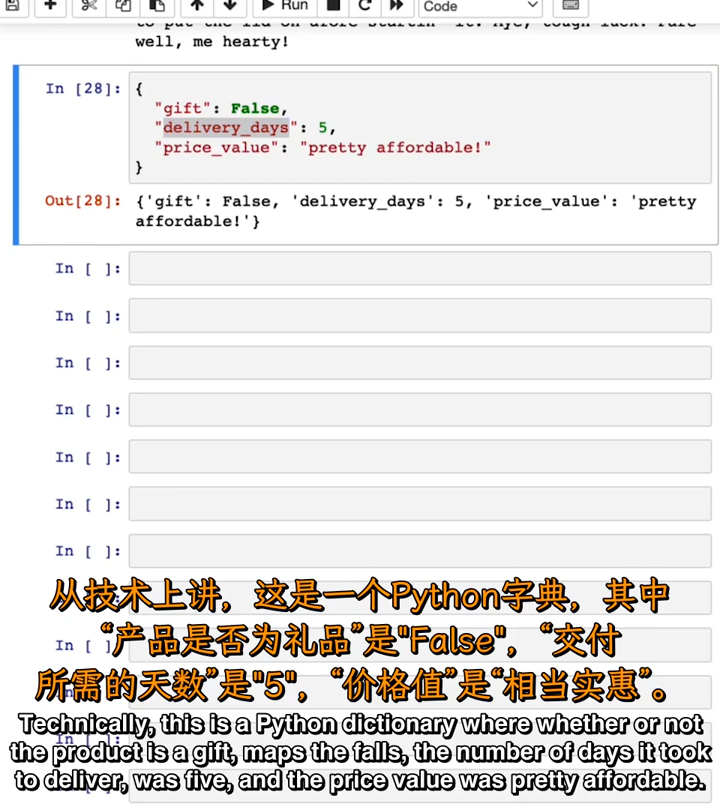 Run
Code
well, me hearty!
In [28]: {
"gift": False,
"delivery_days": 5,
"price_value": "pretty affordable!"
}
Out[28]: {'gift': False, 'delivery_days': 5, 'price_value': 'pretty
affordable!'}
In [ ]:
In [ ]:
In [ ]:
In [ ]:
In [ ]:
In [ ]:
In [ ]:
从技术上讲，这是一个Python字典，其中
“产品是否为礼品”是"False"，“交付
In [ ]:
所需的天数”是"5"，“价格值”是“相当实惠”。
Technically, this is a Python dictionary where whether or not
the product is a gift, maps the falls, the number of days it took
to deliver, was five, and the price value was pretty affordable.